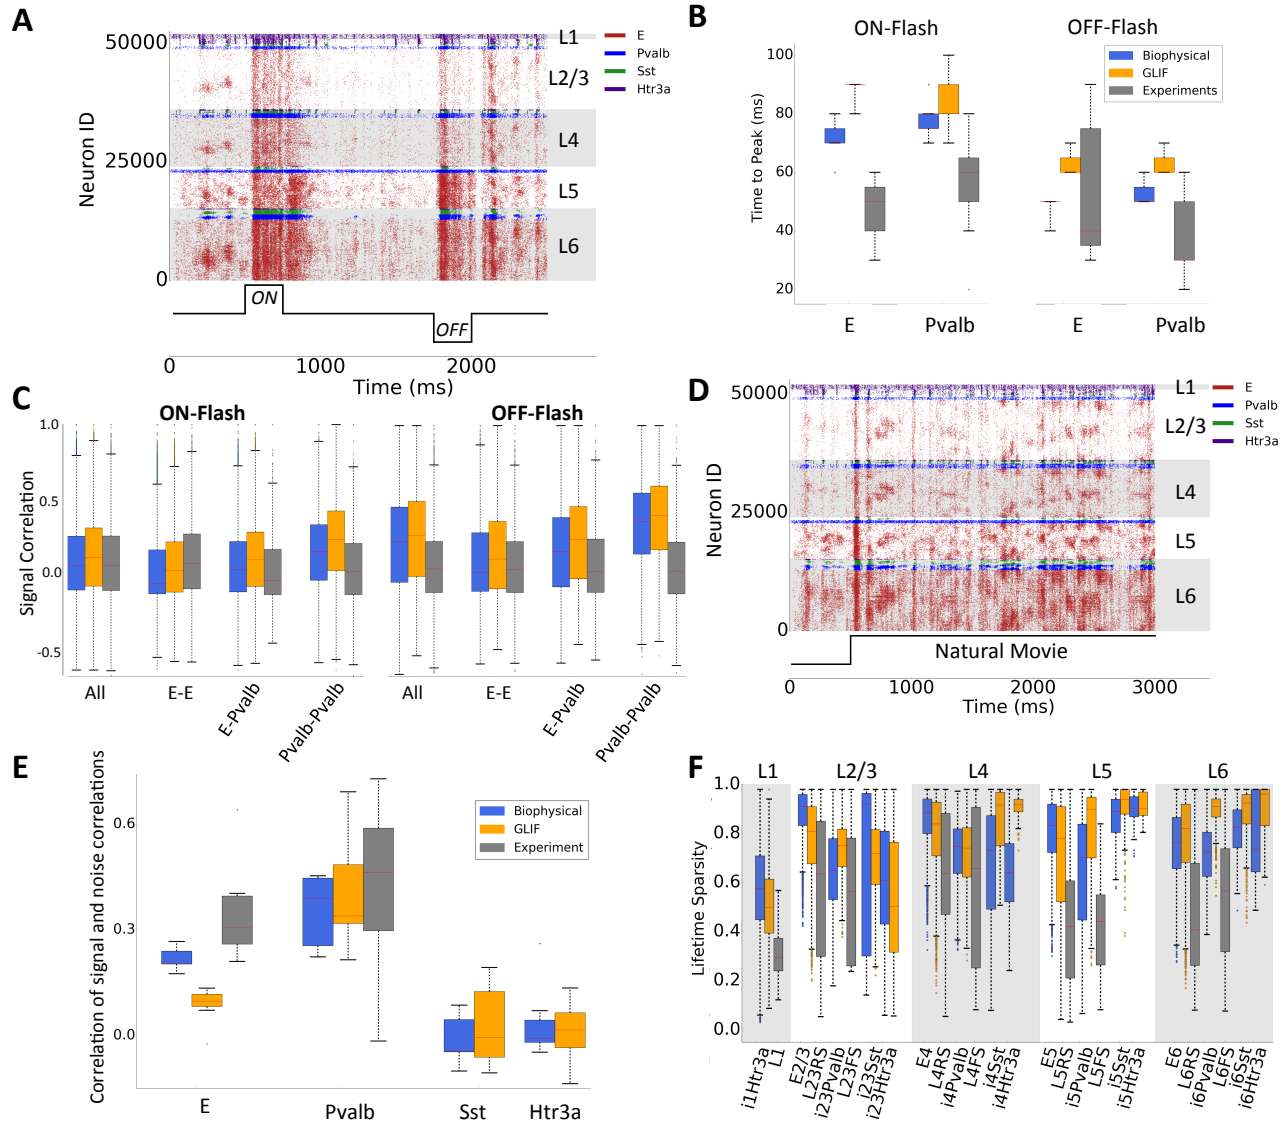 A
50000
25000
0
Neuron ID
L1
L2/3
L4
L5
L6
E
Pvalb
Sst
Htr3a
ON
OFF
0
1000
2000
Time (ms)
B
ON-Flash
OFF-Flash
100
80
60
40
20
Time to Peak (ms)
Biophysical
GLIF
Experiments
E
Pvalb
E
Pvalb
C
ON-Flash
OFF-Flash
1.0
0.5
0.0
-0.5
Signal Correlation
All
E-E
E-Pvalb
Pvalb-Pvalb
All
E-E
E-Pvalb
Pvalb-Pvalb
D
50000
25000
0
Neuron ID
L1
L2/3
L4
L5
L6
E
Pvalb
Sst
Htr3a
Natural Movie
0
1000
2000
3000
Time (ms)
E
Correlation of signal and noise correlations
0.6
0.3
0.0
Biophysical
GLIF
Experiment
E
Pvalb
Sst
Htr3a
F
L1
L2/3
L4
L5
L6
1.0
0.8
0.6
0.4
0.2
0.0
Lifetime Sparsity
i1Htr3a
L1
E2/3
L23RS
i23Pvalb
L23FS
i23Sst
i23Htr3a
E4
L4RS
i4Pvalb
L4FS
i4Sst
i4Htr3a
E5
L5RS
i5Pvalb
L5FS
i5Sst
i5Htr3a
E6
L6RS
i6Pvalb
L6FS
i6Sst
i6Htr3a